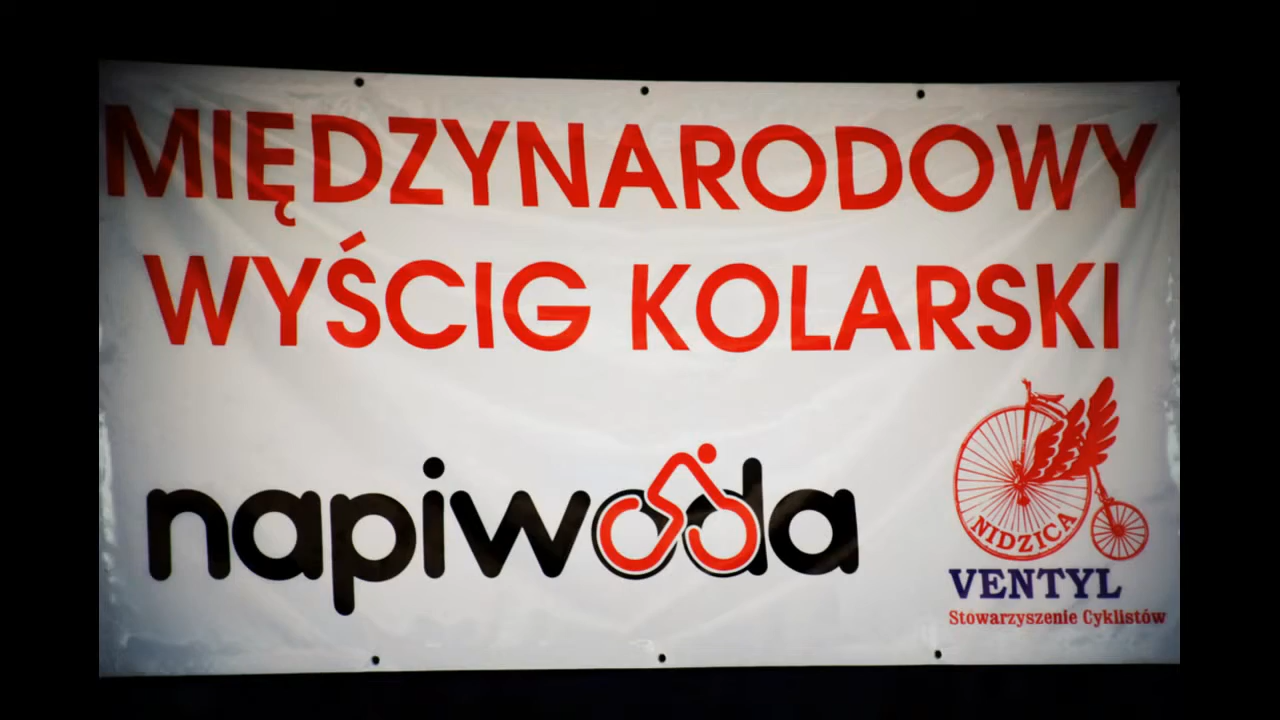 MIĘDZYNARODOWY
WYŚCIG KOLARSKI
napiwoda
NIDZICA
VENTYL
Stowarzyszenie Cyklistów